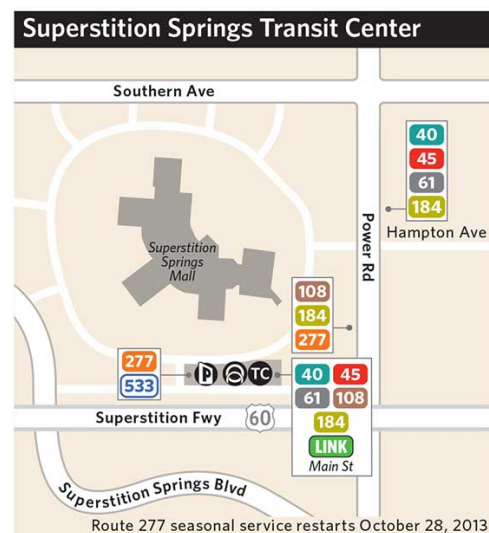 Superstition Springs Transit Center
Southern Ave
40
45
61
184
Hampton Ave
Power Rd
Superstition
Springs
Mall
108
184
277
277
533
P
TC
40 45
61 108
184
LINK
Main St
Superstition Fwy 60
Superstition Springs Blvd
Route 277 seasonal service restarts October 28, 2013